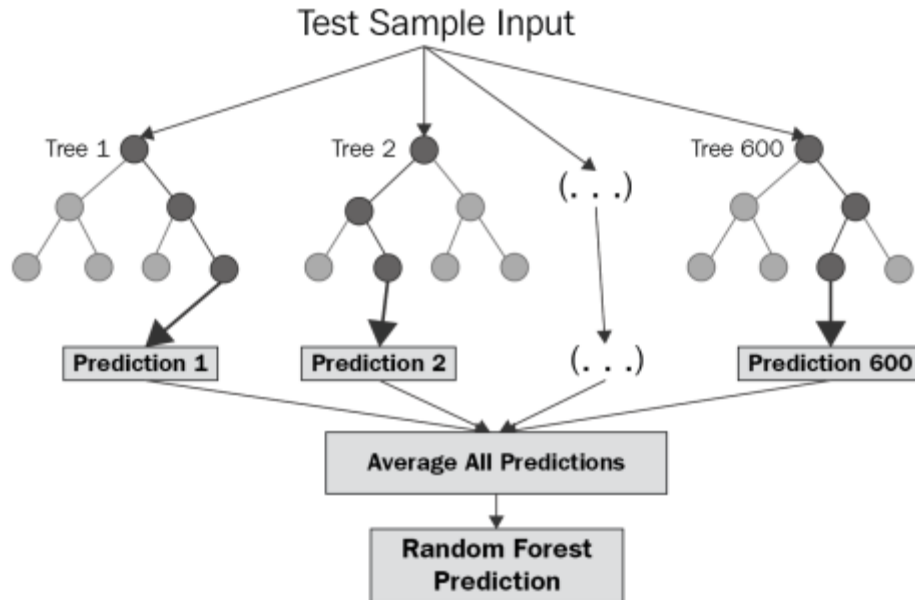 Test Sample Input
Tree 1
Tree 2
Tree 600
(. . .)
(. . .)
Prediction 1
Prediction 2
Prediction 600
Average All Predictions
Random Forest
Prediction